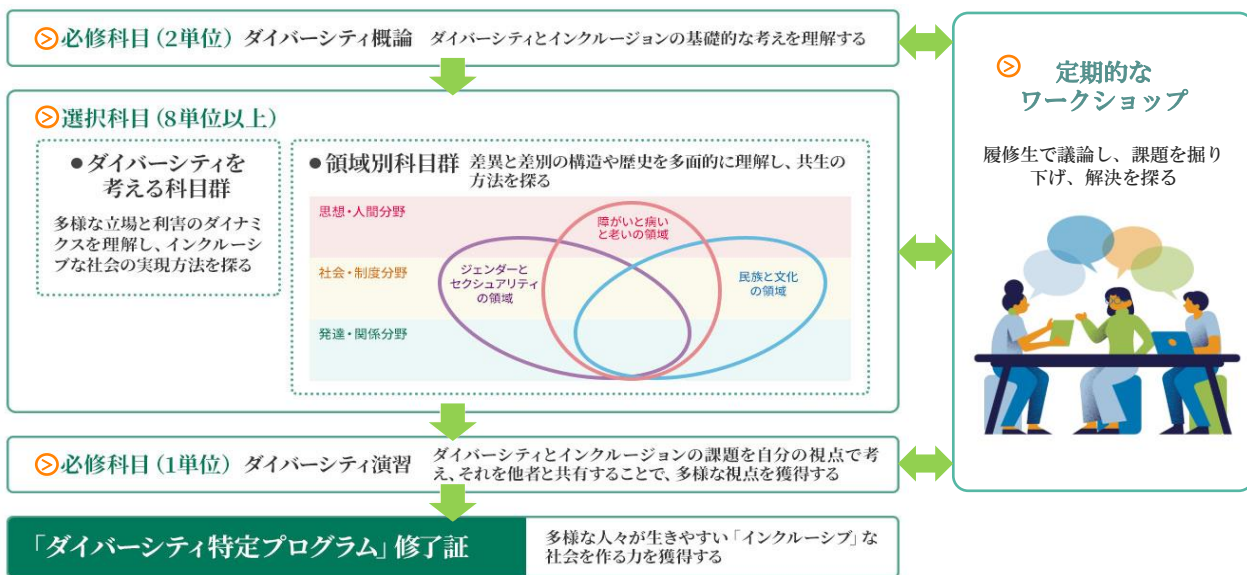 必修科目(2単位) ダイバーシティ概論 ダイバーシティとインクルージョンの基礎的な考えを理解する
選択科目(8単位以上)
●ダイバーシティを
考える科目群
多様な立場と利害のダイナミ
クスを理解し、インクルーシ
ブな社会の実現方法を探る
●領域別科目群 差異と差別の構造や歴史を多面的に理解し、共生の
方法を探る
思想・人間分野
障がいと病い
と老いの領域
社会・制度分野
ジェンダーと
セクシュアリティ
の領域
民族と文化
の領域
発達・関係分野
必修科目(1単位) ダイバーシティ演習 ダイバーシティとインクルージョンの課題を自分の視点で考
え、それを他者と共有することで、多様な視点を獲得する
「ダイバーシティ特定プログラム」修了証 多様な人々が生きやすい「インクルーシブ」な
社会を作る力を獲得する
定期的な
ワークショップ
履修生で議論し、課題を掘り
下げ、解決を探る